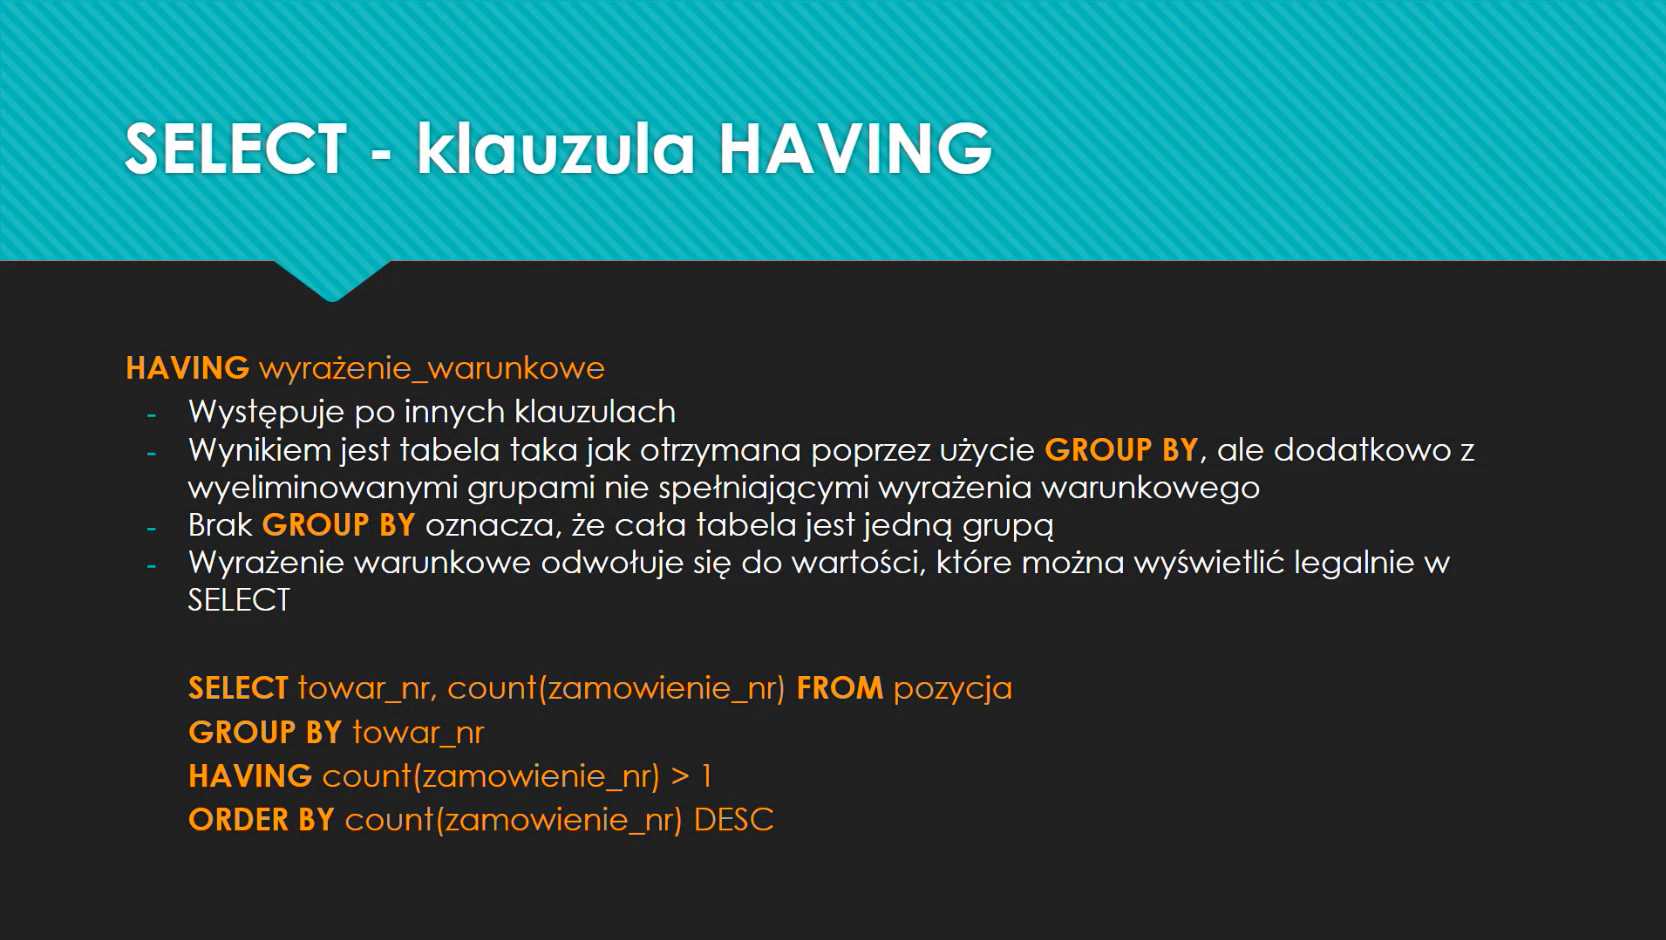 SELECT - klauzula HAVING
HAVING wyrażenie_warunkowe
- Występuje po innych klauzulach
- Wynikiem jest tabela taka jak otrzymana poprzez użycie GROUP BY, ale dodatkowo z
wyeliminowanymi grupami nie spełniającymi wyrażenia warunkowego
- Brak GROUP BY oznacza, że cała tabela jest jedną grupą
- Wyrażenie warunkowe odwołuje się do wartości, które można wyświetlić legalnie w
SELECT
SELECT towar_nr, count(zamowienie_nr) FROM pozycja
GROUP BY towar_nr
HAVING count(zamowienie_nr) > 1
ORDER BY count(zamowienie_nr) DESC